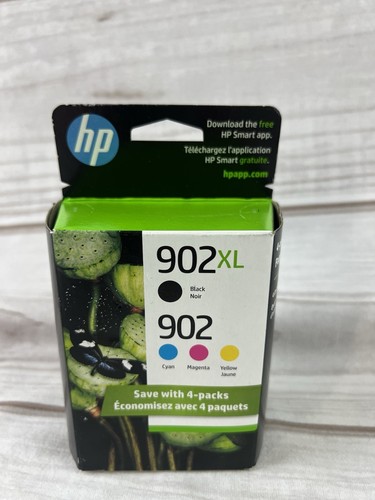 hp
Download the free
HP Smart app.
Téléchargez l'application
HP Smart gratuite.
hpapp.com
902XL
Black
Noir
902
Cyan
Magenta
Yellow
Jaune
Save with 4-packs
Économisez avec 4 paquets